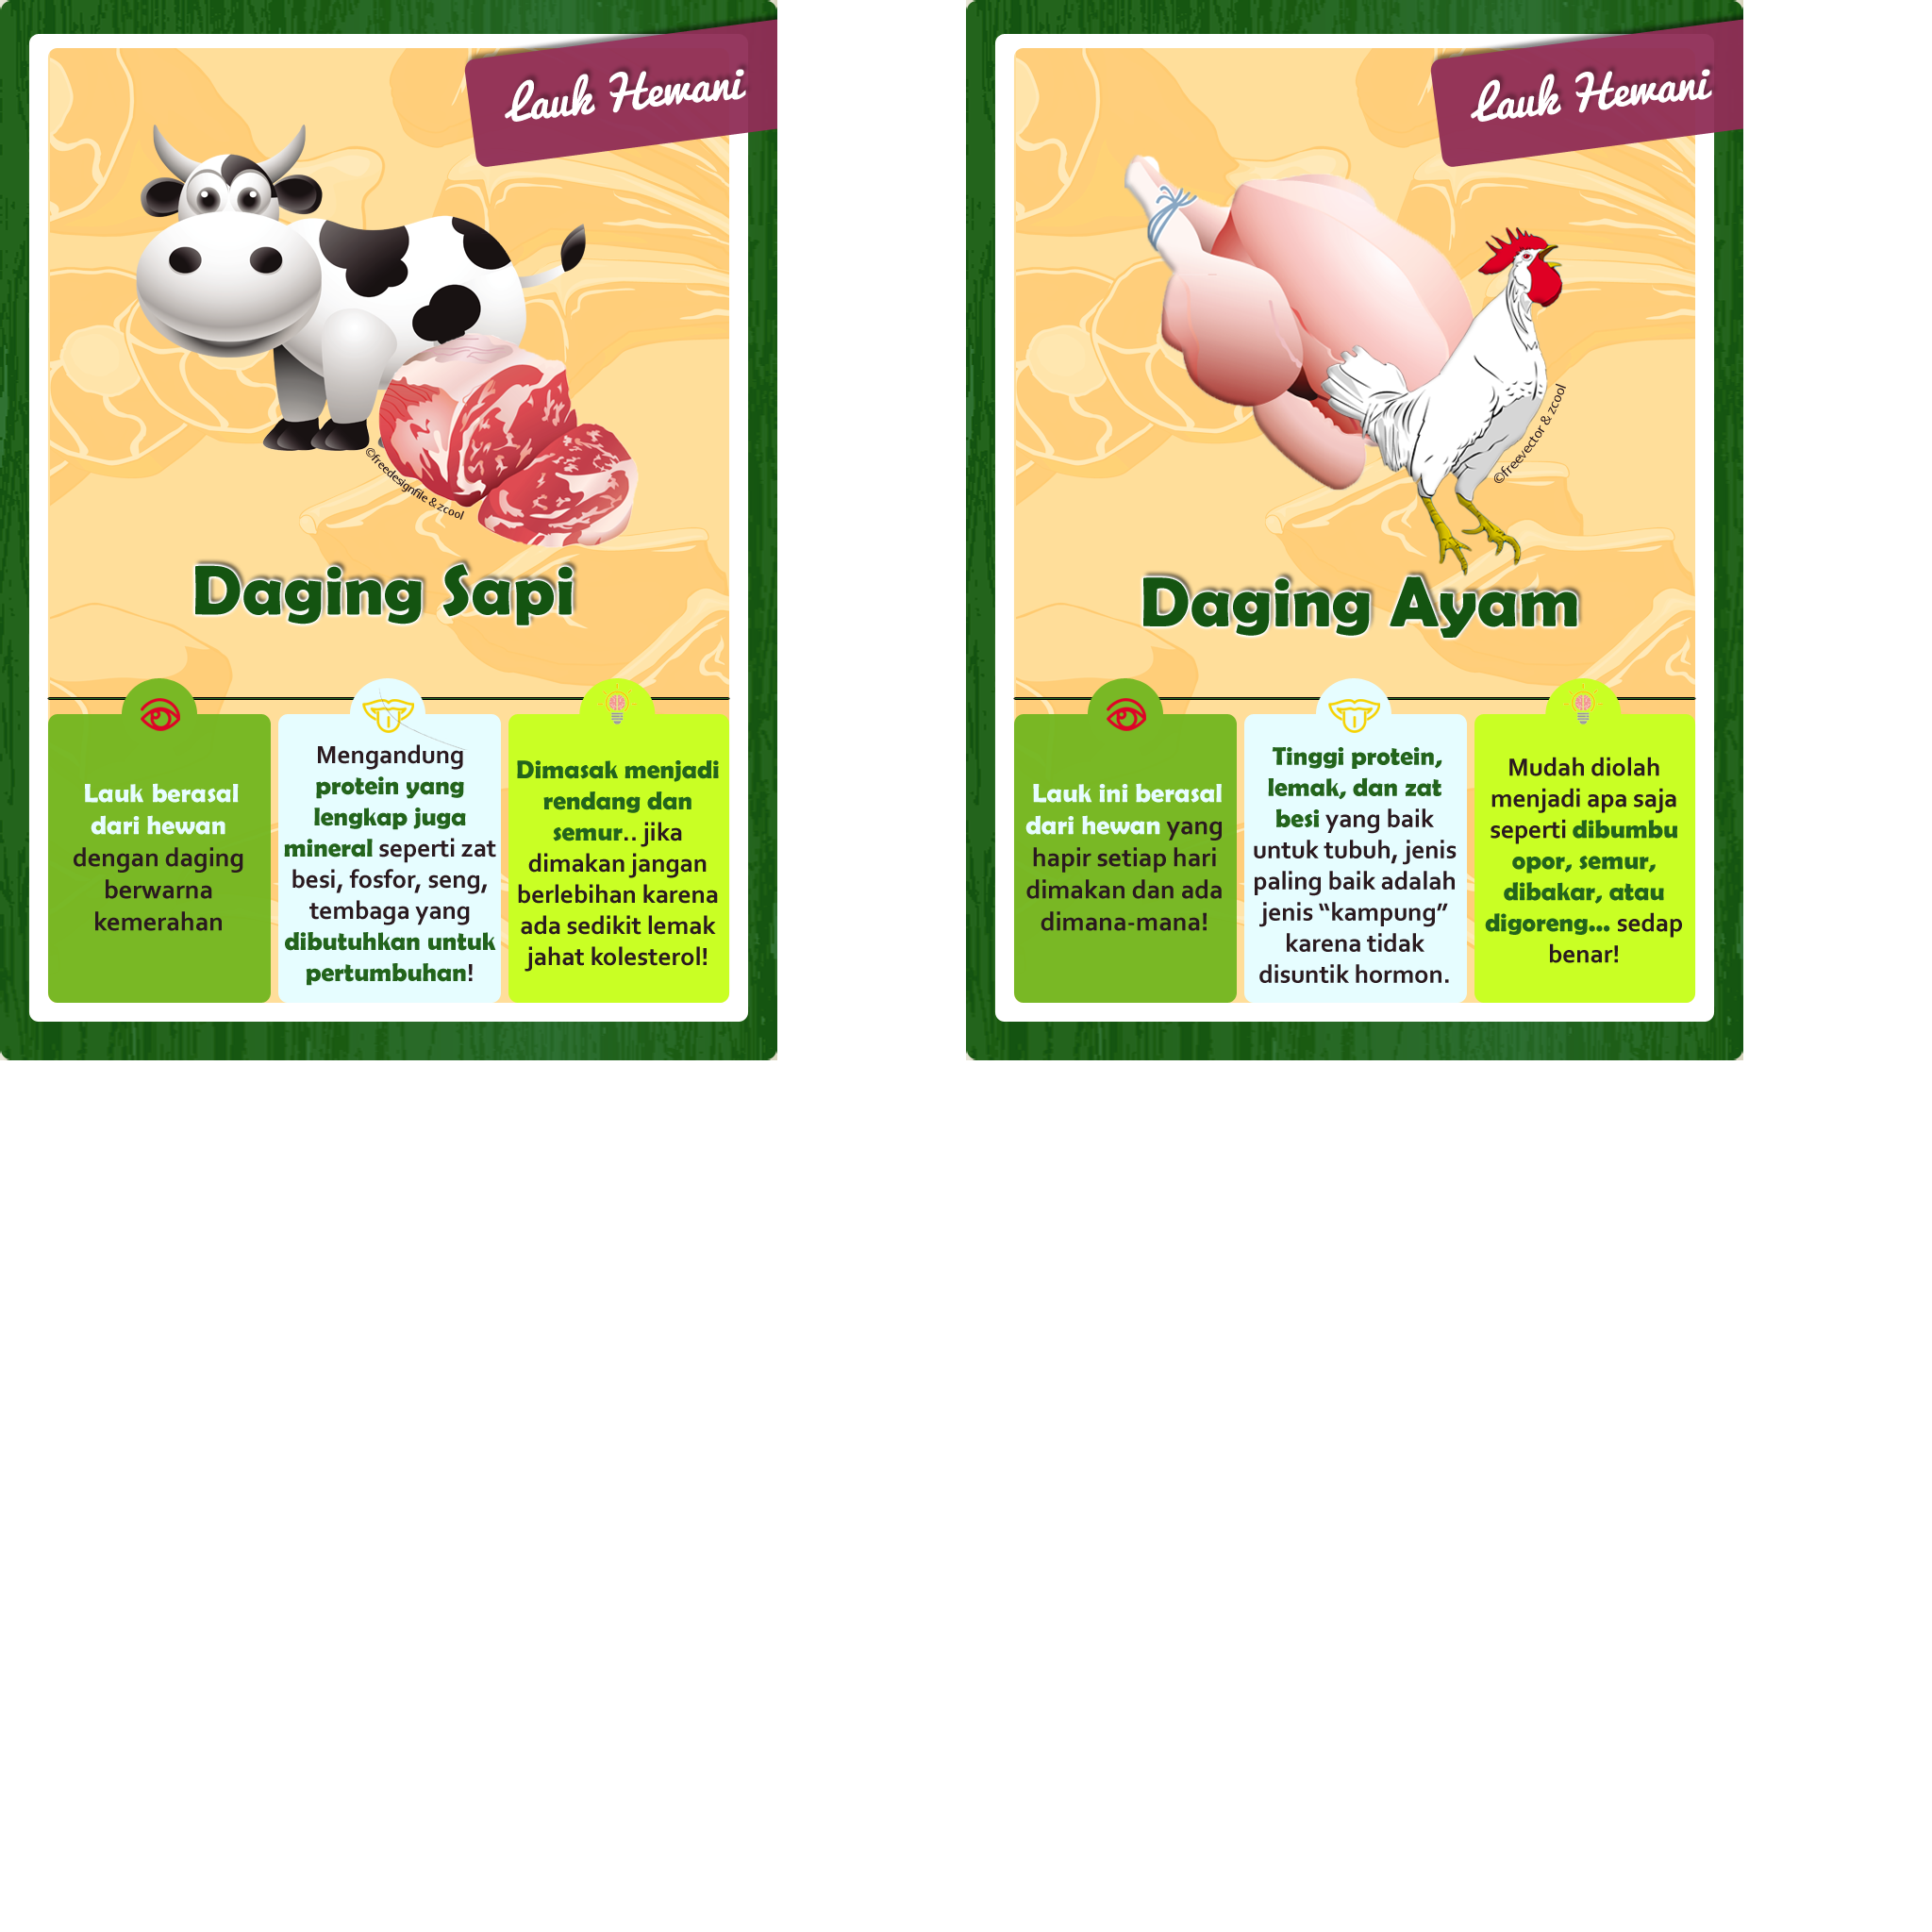 Lauk Hewani
©freedesignfile & zcool
Daging Sapi
Lauk berasal
dari hewan
dengan daging
berwarna
kemerahan
Mengandung
protein yang
lengkap juga
mineral seperti zat
besi, fosfor, seng,
tembaga yang
dibutuhkan untuk
pertumbuhan!
Dimasak menjadi
rendang dan
semur.. jika
dimakan jangan
berlebihan karena
ada sedikit lemak
jahat kolesterol!
Lauk Hewani
©freevector & zcool
Daging Ayam
Lauk ini berasal
dari hewan yang
hapir setiap hari
dimakan dan ada
dimana-mana!
Tinggi protein,
lemak, dan zat
besi yang baik
untuk tubuh, jenis
paling baik adalah
jenis “kampung”
karena tidak
disuntik hormon.
Mudah diolah
menjadi apa saja
seperti dibumbu
opor, semur,
dibakar, atau
digoreng... sedap
benar!